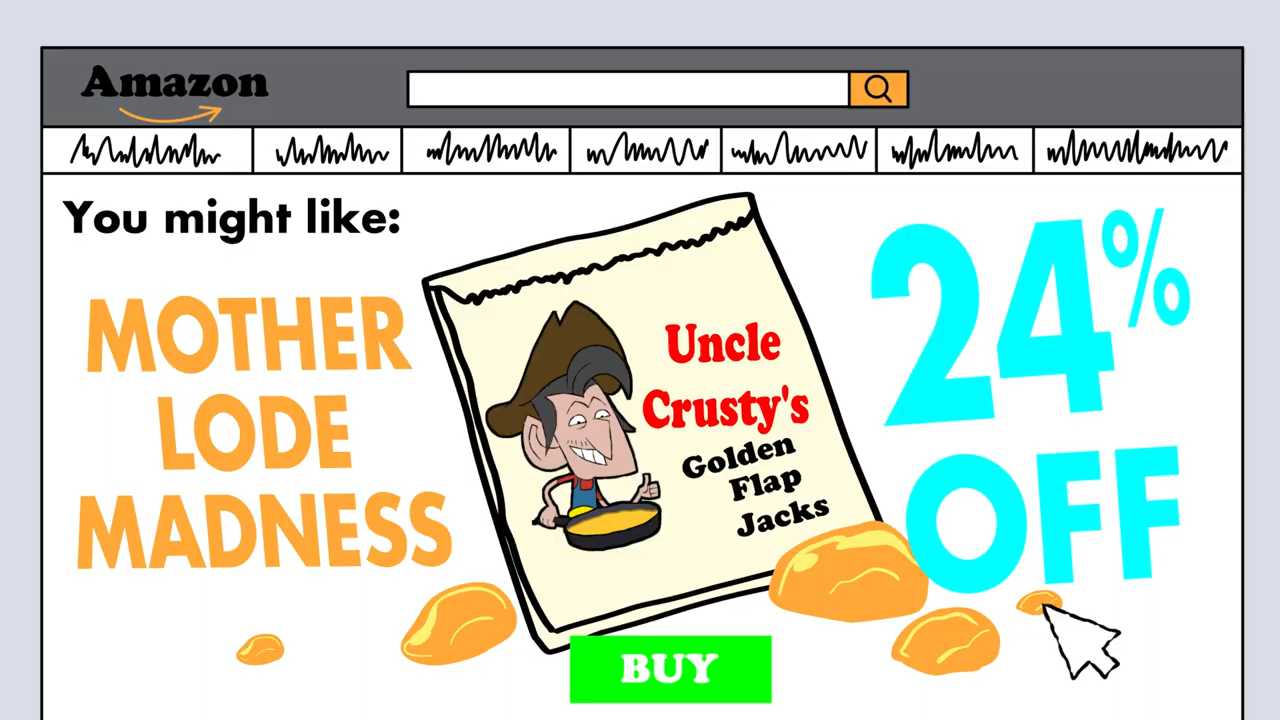 Amazon
You might like:
MOTHER
LODE
MADNESS
Uncle
Crusty's
Golden
Flap
Jacks
24%
OFF
BUY